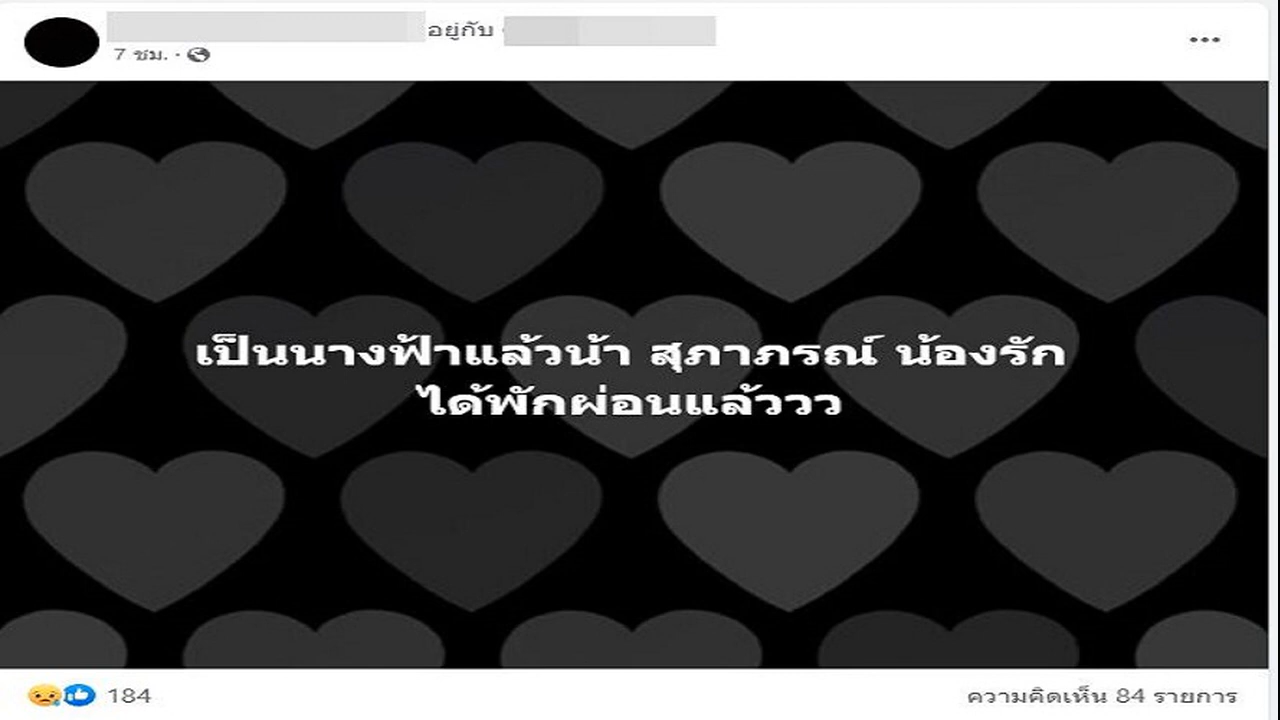 อยู่กับ
7 ชม. ·
เป็นนางฟ้าแล้วน้า สุภาภรณ์ น้องรัก
ได้พักผ่อนแล้ววว
184
ความคิดเห็น 84 รายการ